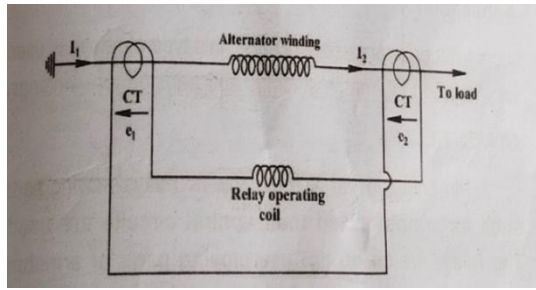 Alternator winding
I₁
I₂
CT
CT
To load
e₁
e₂
Relay operating
coil